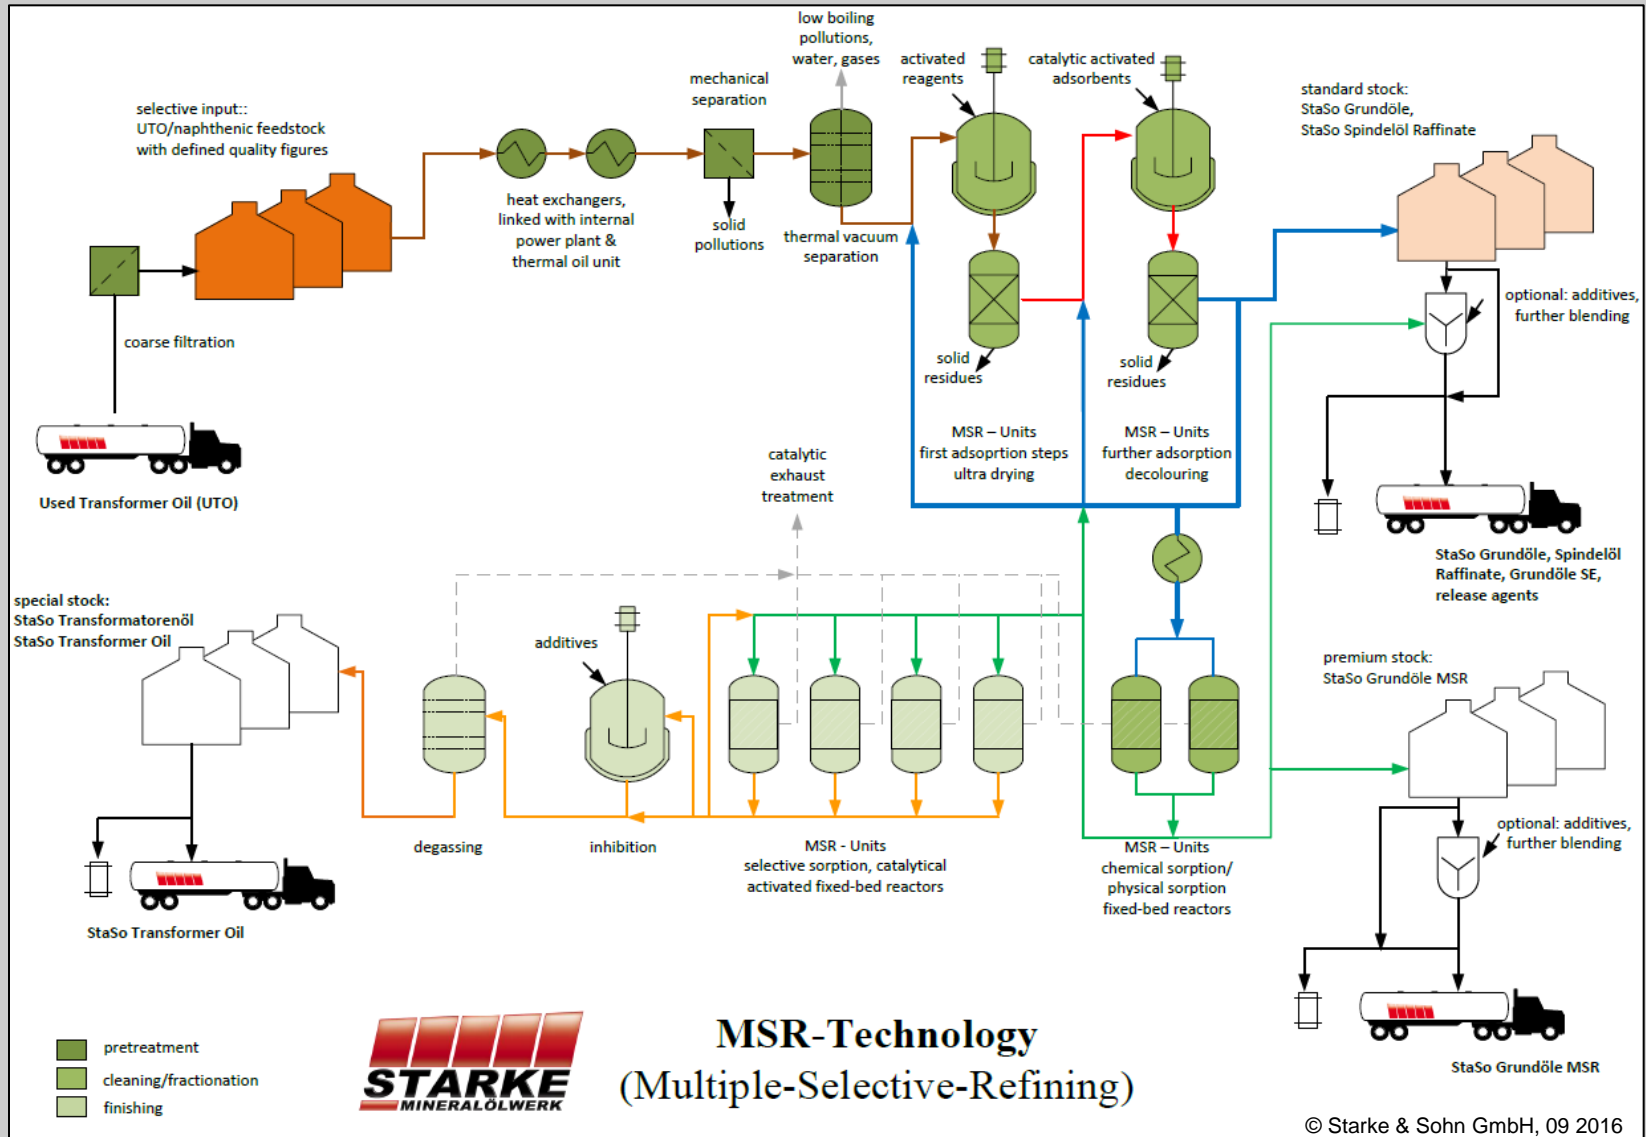 low boiling
pollutions,
water, gases
activated
reagents
catalytic activated
adsorbents
mechanical
separation
standard stock:
StaSo Grundöle,
StaSo Spindelöl Raffinate
selective input::
UTO/naphthenic feedstock
with defined quality figures
heat exchangers,
linked with internal
power plant &
thermal oil unit
solid
pollutions
thermal vacuum
separation
optional: additives,
further blending
coarse filtration
solid
residues
solid
residues
MSR – Units
first adsoprtion steps
ultra drying
MSR – Units
further adsorption
decolouring
catalytic
exhaust
treatment
Used Transformer Oil (UTO)
StaSo Grundöle, Spindelöl
Raffinate, Grundöle SE,
release agents
special stock:
StaSo Transformatorenöl
StaSo Transformer Oil
additives
premium stock:
StaSo Grundöle MSR
optional: additives,
further blending
degassing
inhibition
MSR - Units
selective sorption, catalytical
activated fixed-bed reactors
MSR – Units
chemical sorption/
physical sorption
fixed-bed reactors
StaSo Transformer Oil
StaSo Grundöle MSR
pretreatment
cleaning/fractionation
finishing
STARKE
MINERALÖLWERK
MSR-Technology
(Multiple-Selective-Refining)
© Starke & Sohn GmbH, 09 2016